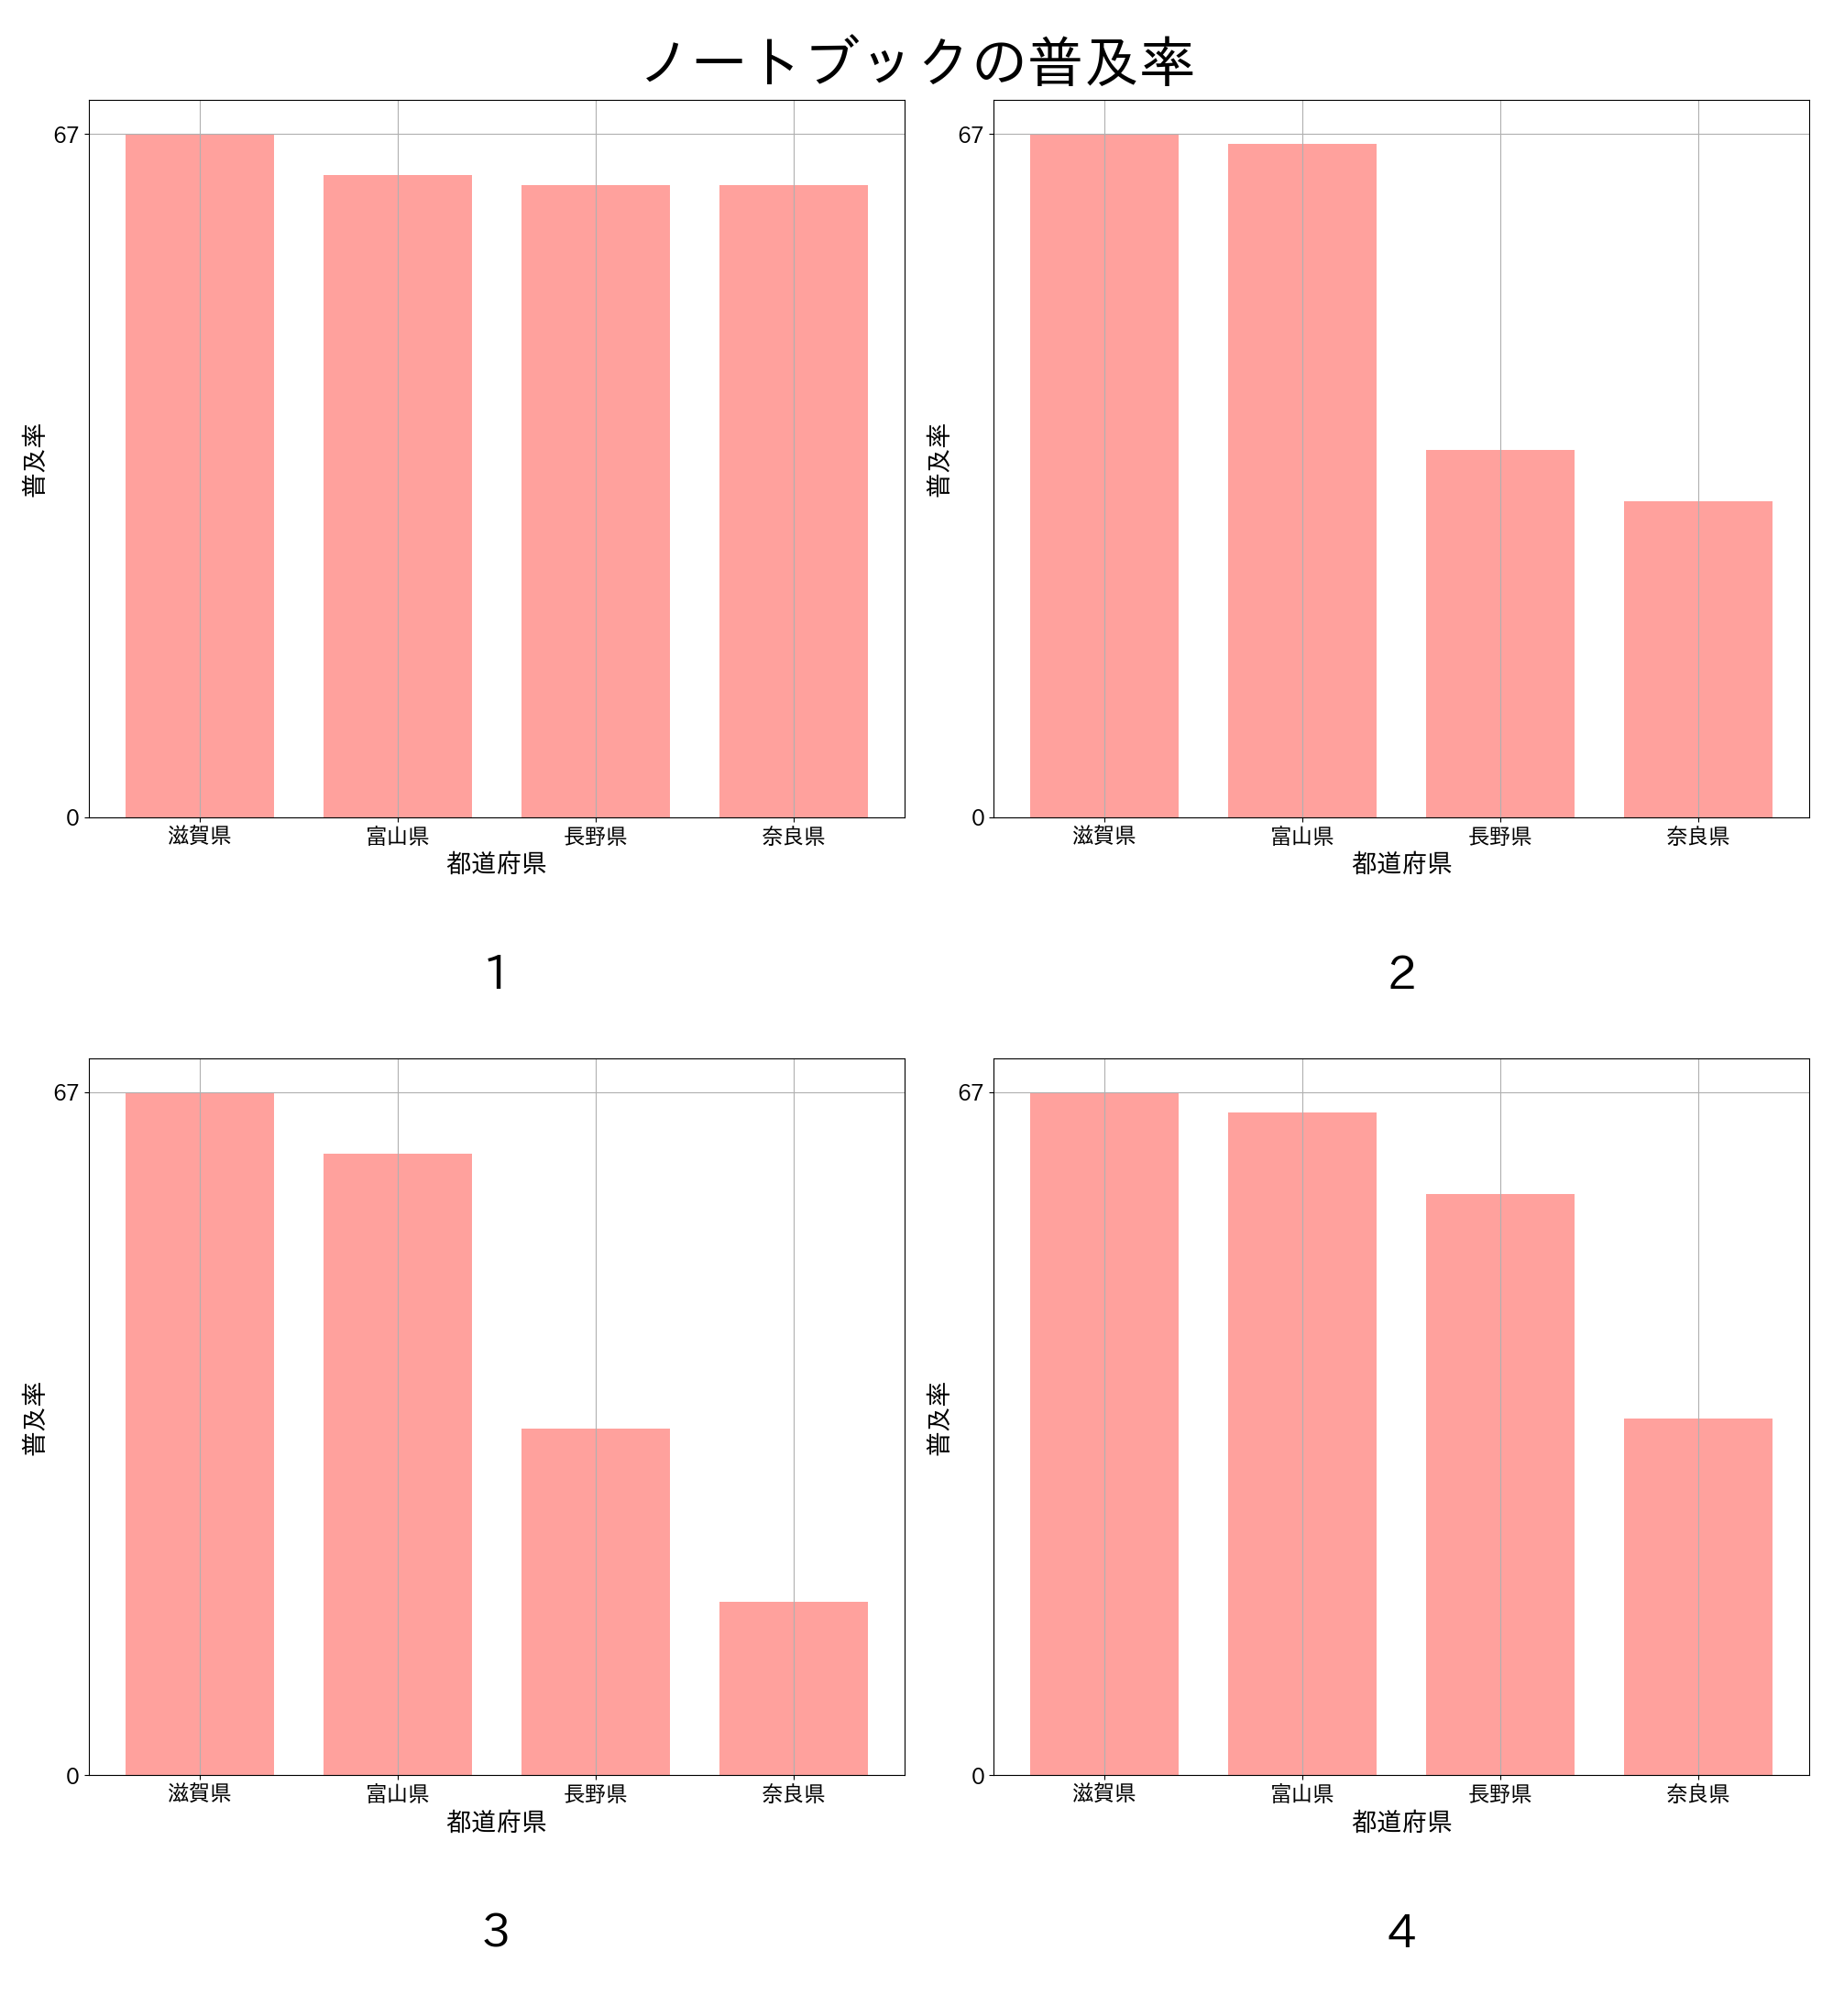 ノートブックの普及率
67
0
普及率
滋賀県 富山県 長野県 奈良県
都道府県
1
67
0
普及率
滋賀県 富山県 長野県 奈良県
都道府県
2
67
0
普及率
滋賀県 富山県 長野県 奈良県
都道府県
3
67
0
普及率
滋賀県 富山県 長野県 奈良県
都道府県
4